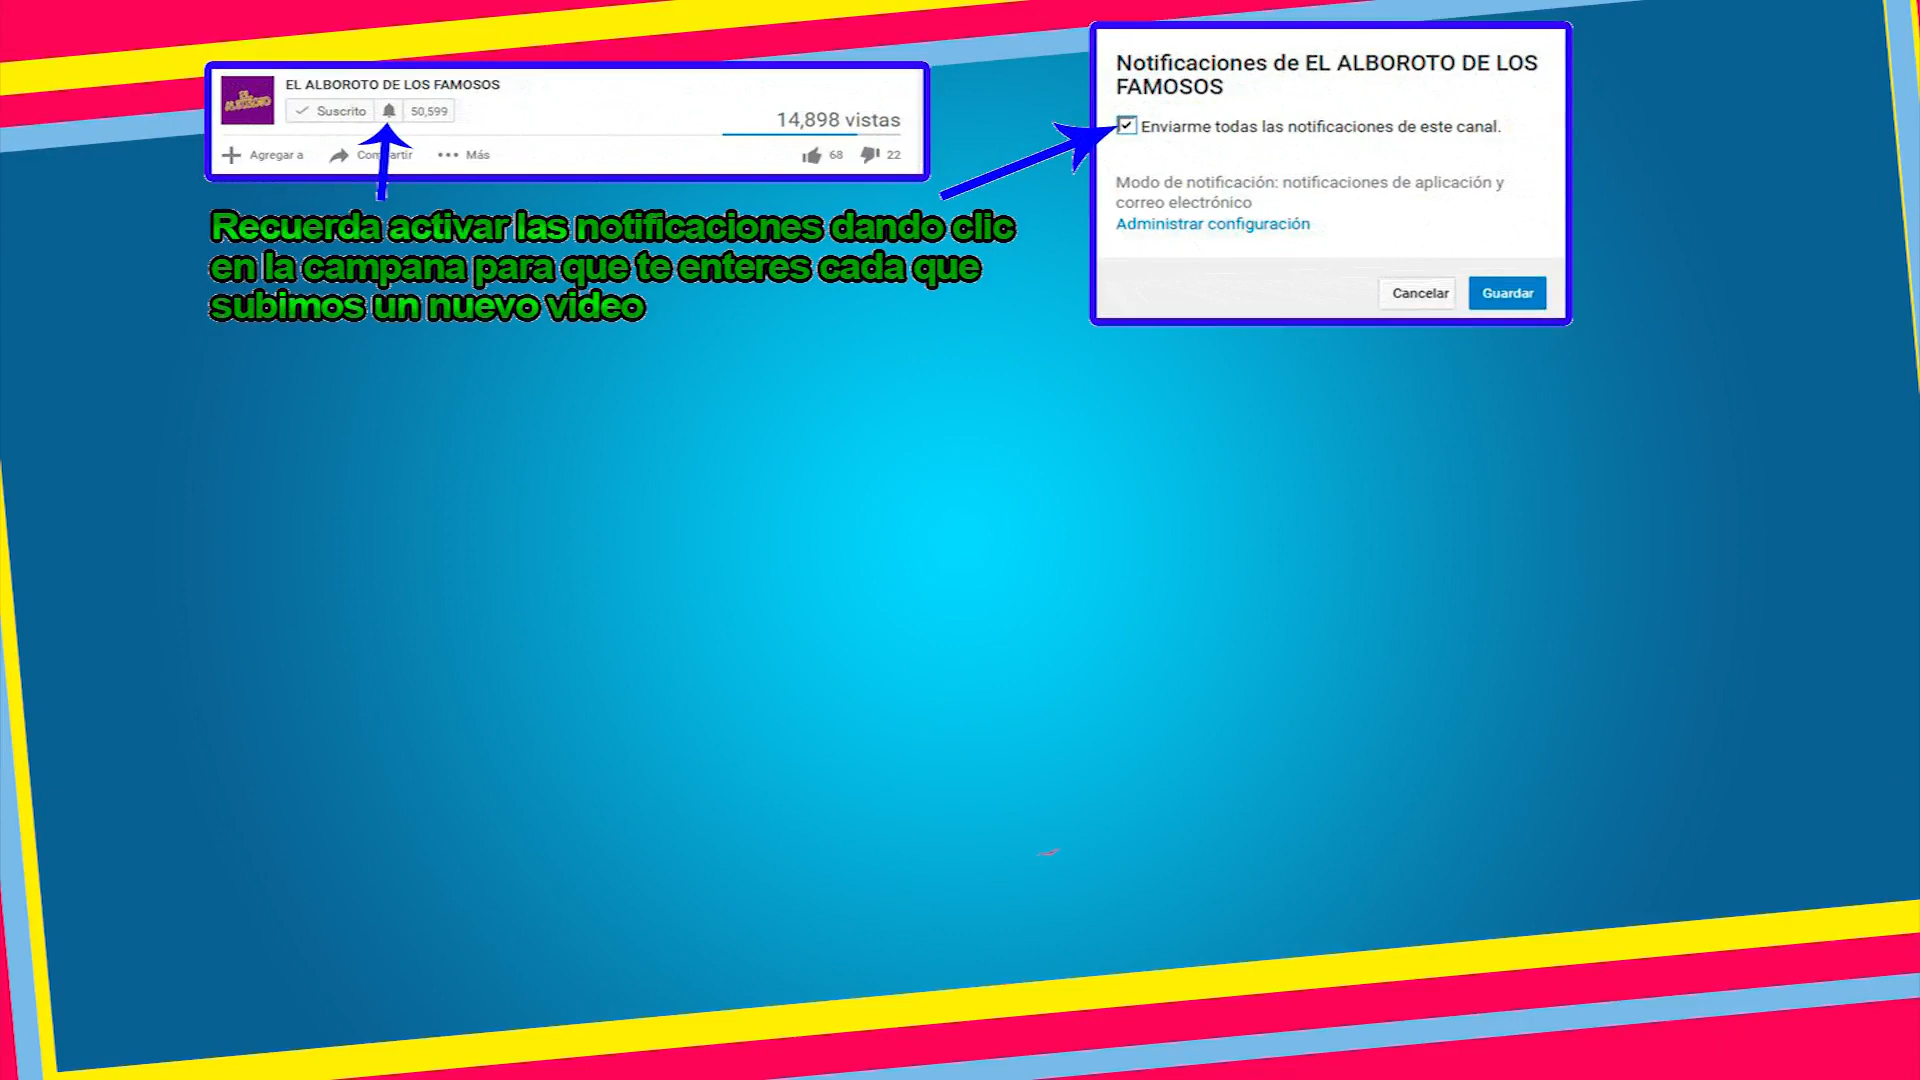 EL ALBOROTO DE LOS FAMOSOS
EL
ALBOROTO
Suscrito 50,599
14,898 vistas
Agregar a Compartir Más 68 22
Recuerda activar las notificaciones dando clic
en la campana para que te enteres cada que
subimos un nuevo video
Notificaciones de EL ALBOROTO DE LOS
FAMOSOS
Enviarme todas las notificaciones de este canal.
Modo de notificación: notificaciones de aplicación y
correo electrónico
Administrar configuración
Cancelar Guardar